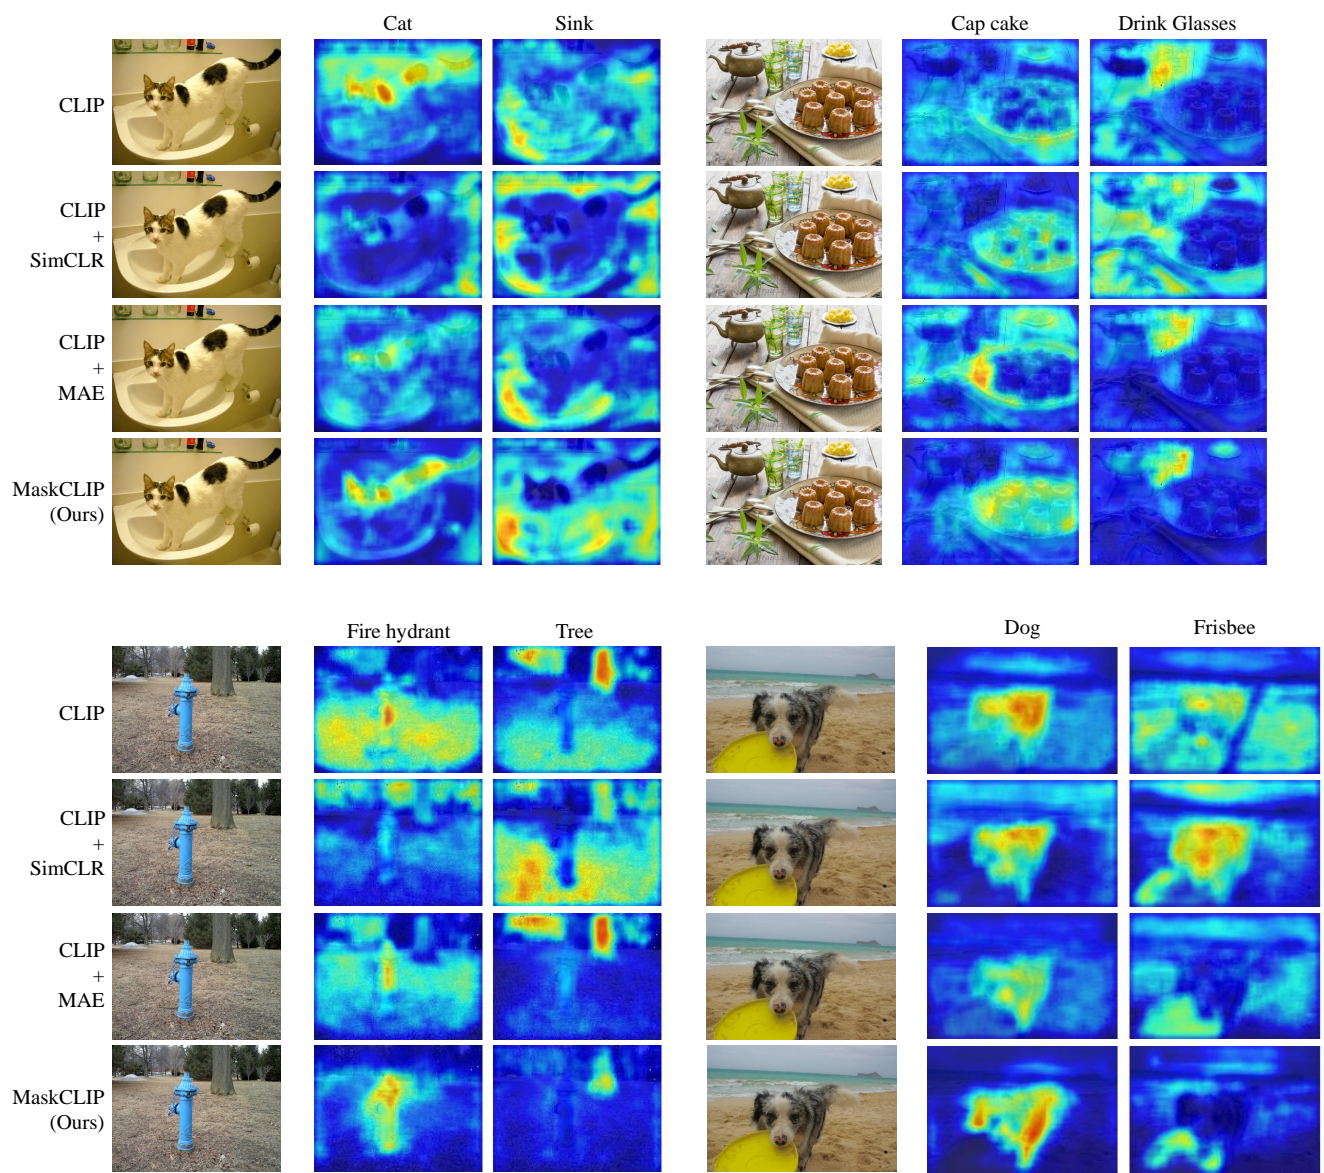 Cat Sink Cap cake Drink Glasses
CLIP
CLIP
+
SimCLR
CLIP
+
MAE
MaskCLIP
(Ours)
Fire hydrant Tree Dog Frisbee
CLIP
CLIP
+
SimCLR
CLIP
+
MAE
MaskCLIP
(Ours)